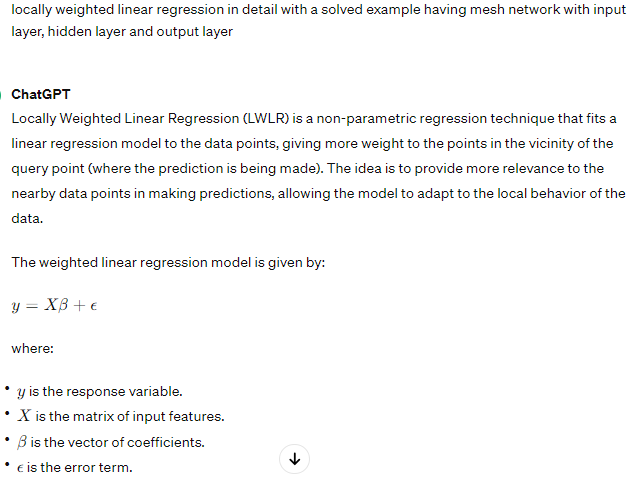 locally weighted linear regression in detail with a solved example having mesh network with input
layer, hidden layer and output layer
ChatGPT
Locally Weighted Linear Regression (LWLR) is a non-parametric regression technique that fits a
linear regression model to the data points, giving more weight to the points in the vicinity of the
query point (where the prediction is being made). The idea is to provide more relevance to the
nearby data points in making predictions, allowing the model to adapt to the local behavior of the
data.
The weighted linear regression model is given by:
y = Xβ + ϵ
where:
• y is the response variable.
• X is the matrix of input features.
• β is the vector of coefficients.
• ϵ is the error term.